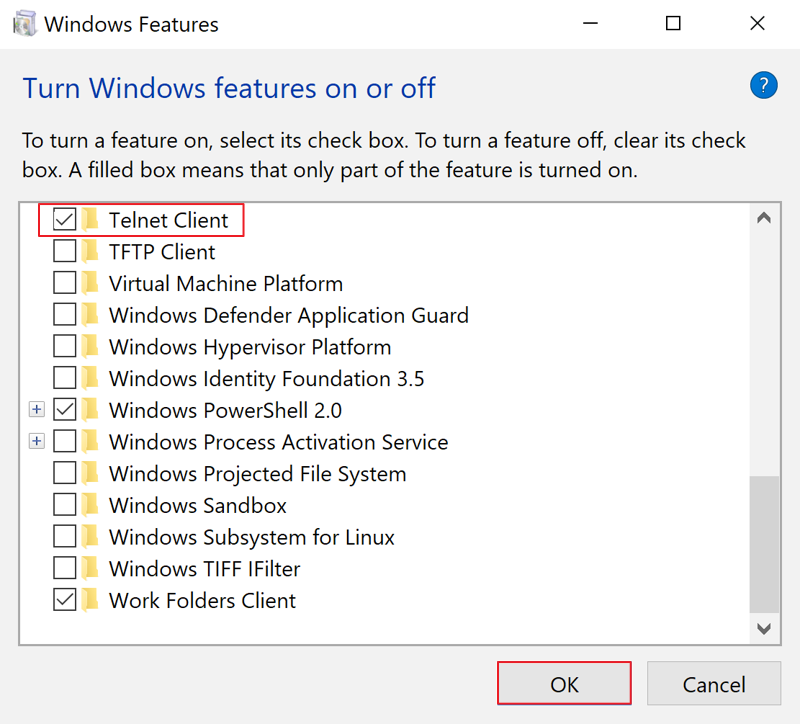 Windows Features
Turn Windows features on or off
?
To turn a feature on, select its check box. To turn a feature off, clear its check
box. A filled box means that only part of the feature is turned on.
Telnet Client
TFTP Client
Virtual Machine Platform
Windows Defender Application Guard
Windows Hypervisor Platform
Windows Identity Foundation 3.5
Windows PowerShell 2.0
Windows Process Activation Service
Windows Projected File System
Windows Sandbox
Windows Subsystem for Linux
Windows TIFF IFilter
Work Folders Client
OK
Cancel